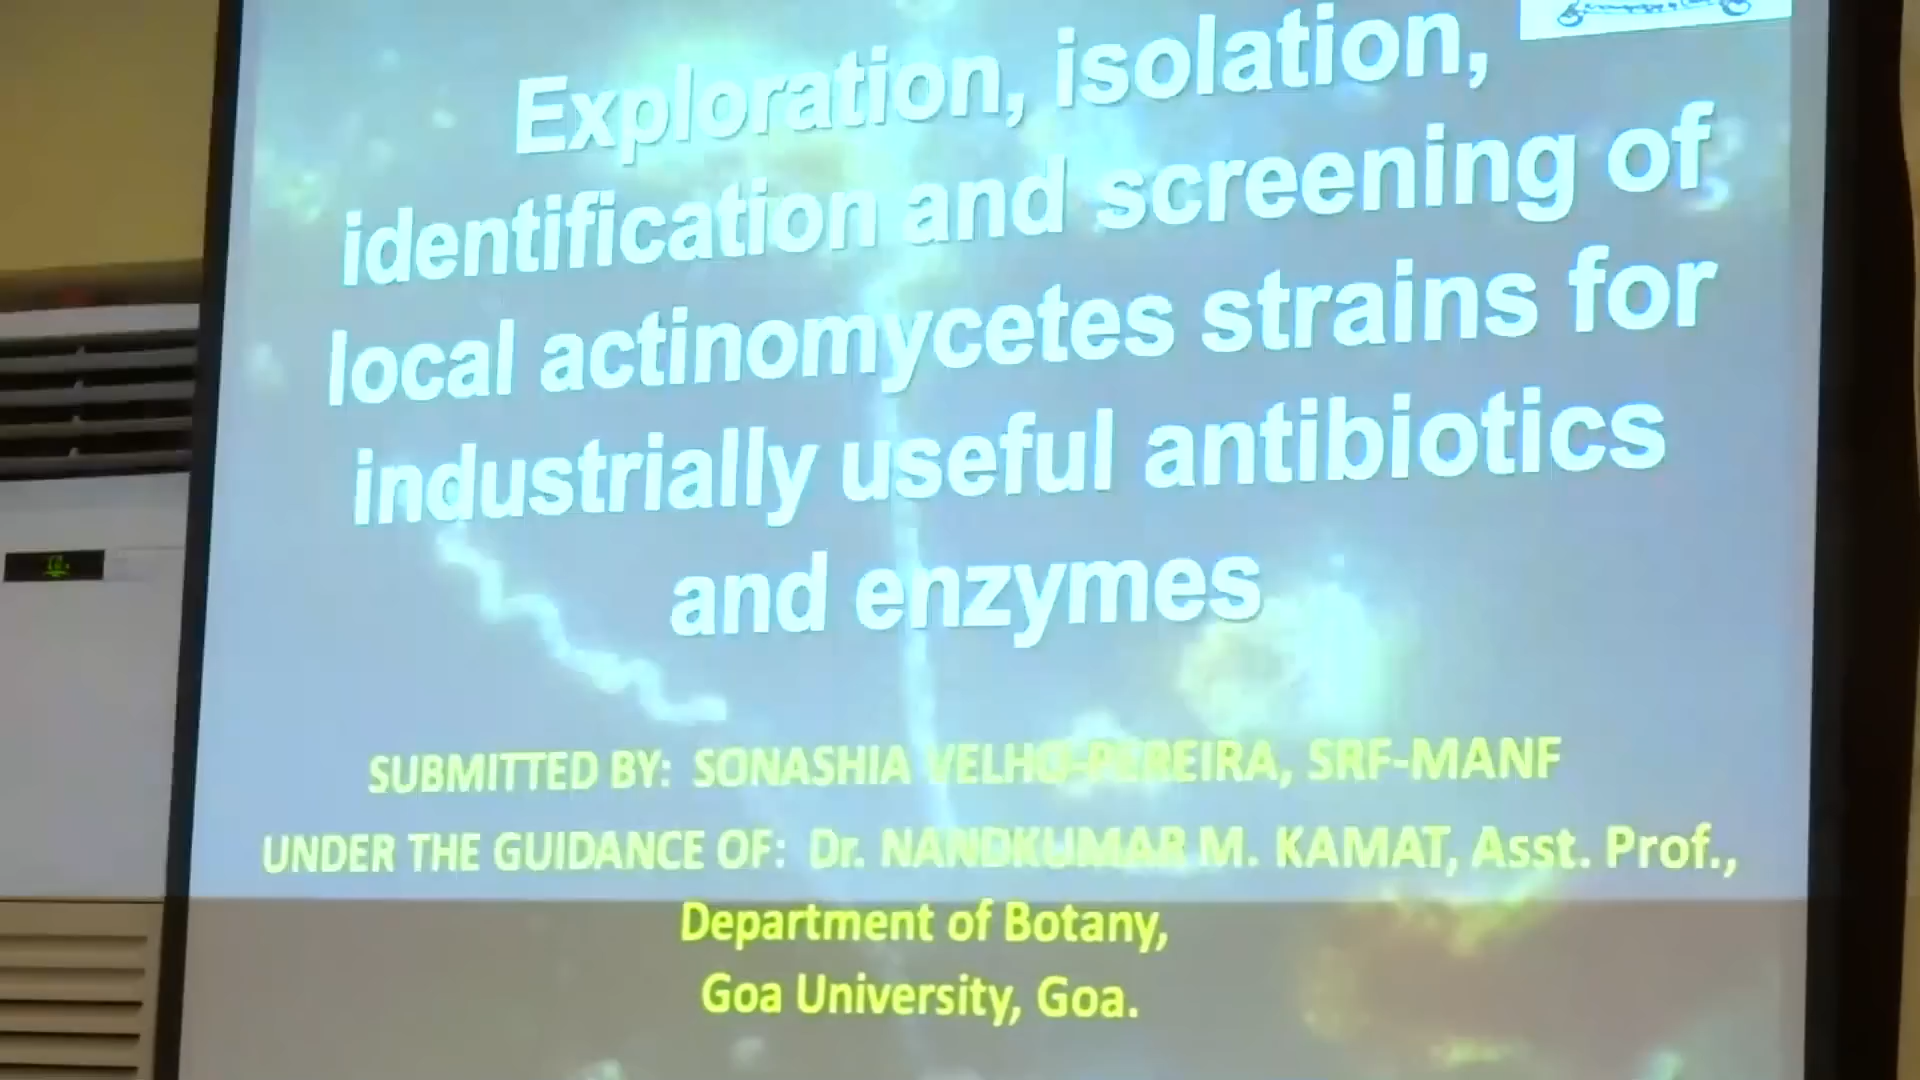 Exploration, isolation,
identification and screening of
local actinomycetes strains for
industrially useful antibiotics
and enzymes
SUBMITTED BY: SONASHIA VELHO-PEREIRA, SRF-MANF
UNDER THE GUIDANCE OF: Dr. NANDKUMAR M. KAMAT, Asst. Prof.,
Department of Botany,
Goa University, Goa.